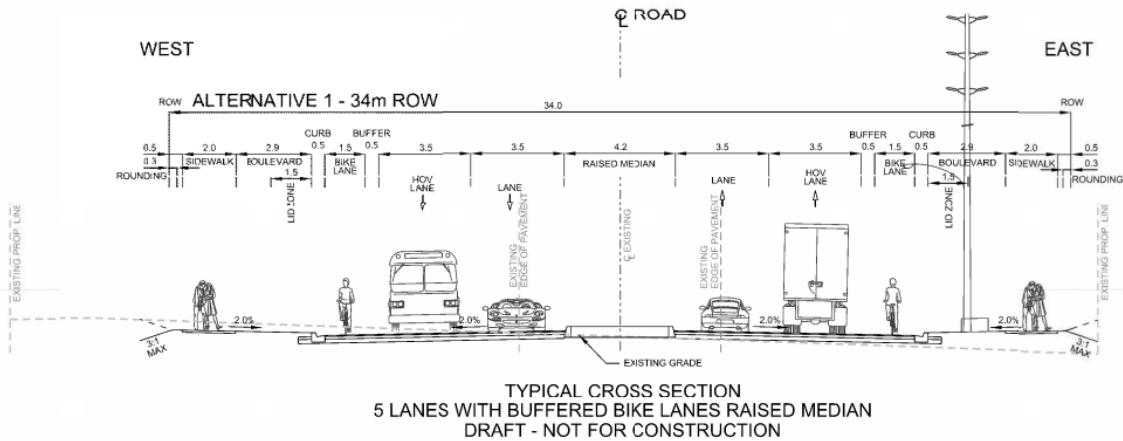 ℄ ROAD
WEST
EAST
ROW
ALTERNATIVE 1 - 34m ROW
34.0
ROW
CURB
BUFFER
BUFFER
CURB
0.5
2.0
2.9
0.5
1.5
0.5
3.5
3.5
4.2
3.5
3.5
0.5
1.5
0.5
2.9
2.0
0.5
0.3
SIDEWALK
BOULEVARD
BIKE
LANE
RAISED MEDIAN
BIKE
LANE
BOULEVARD
SIDEWALK
0.3
ROUNDING
1.5
LID ZONE
HOV
LANE
LANE
LANE
HOV
LANE
1.5
LID ZONE
ROUNDING
EXISTING PROP. LINE
EXISTING
EDGE OF PAVEMENT
℄ EXISTING
EXISTING
EDGE OF PAVEMENT
EXISTING PROP. LINE
2.0%
2.0%
2.0%
2.0%
3:1
MAX
3:1
MAX
EXISTING GRADE
TYPICAL CROSS SECTION
5 LANES WITH BUFFERED BIKE LANES RAISED MEDIAN
DRAFT - NOT FOR CONSTRUCTION